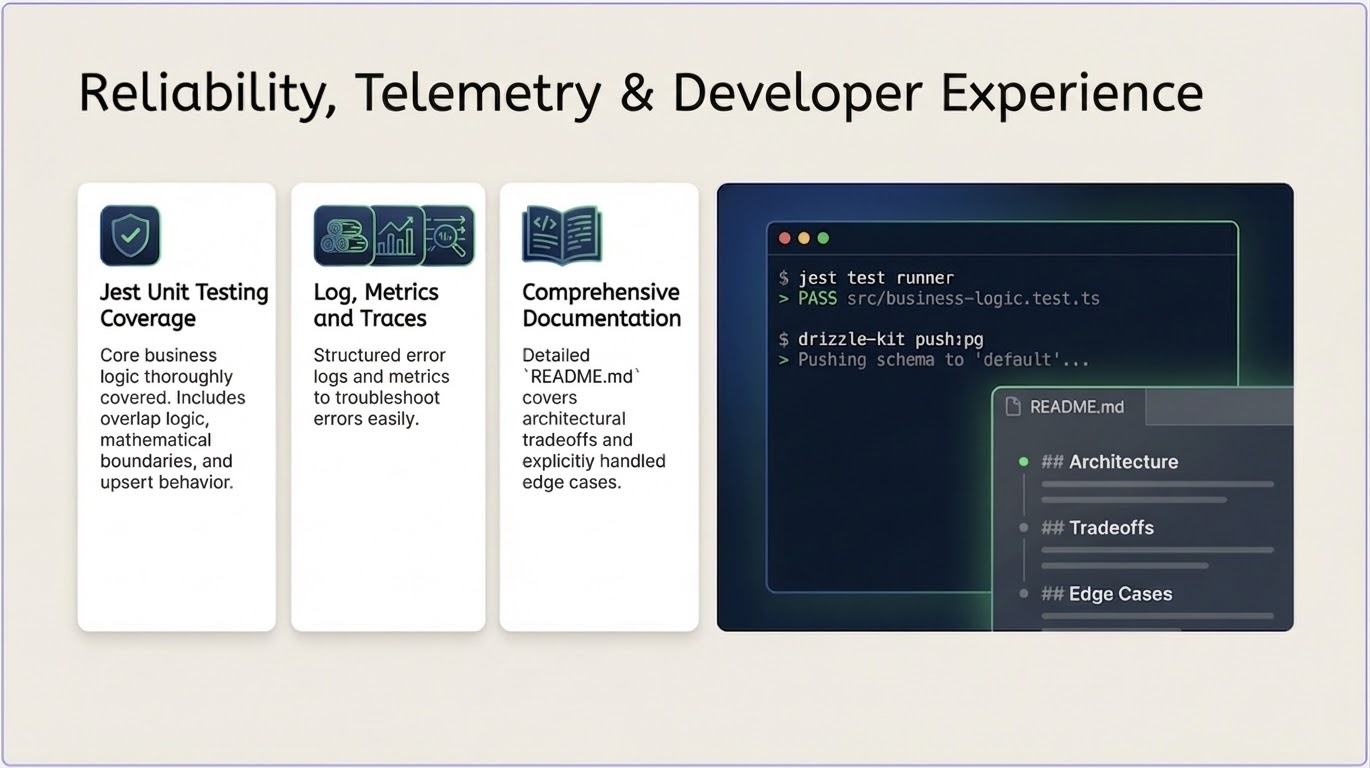 Reliability, Telemetry & Developer Experience
Jest Unit Testing
Coverage
Core business
logic thoroughly
covered. Includes
overlap logic,
mathematical
boundaries, and
upsert behavior.
Log, Metrics
and Traces
Structured error
logs and metrics
to troubleshoot
errors easily.
Comprehensive
Documentation
Detailed
`README.md`
covers
architectural
tradeoffs and
explicitly handled
edge cases.
$ jest test runner
> PASS src/business-logic.test.ts
$ drizzle-kit push:pg
> Pushing schema to 'default'...
README.md
## Architecture
## Tradeoffs
## Edge Cases